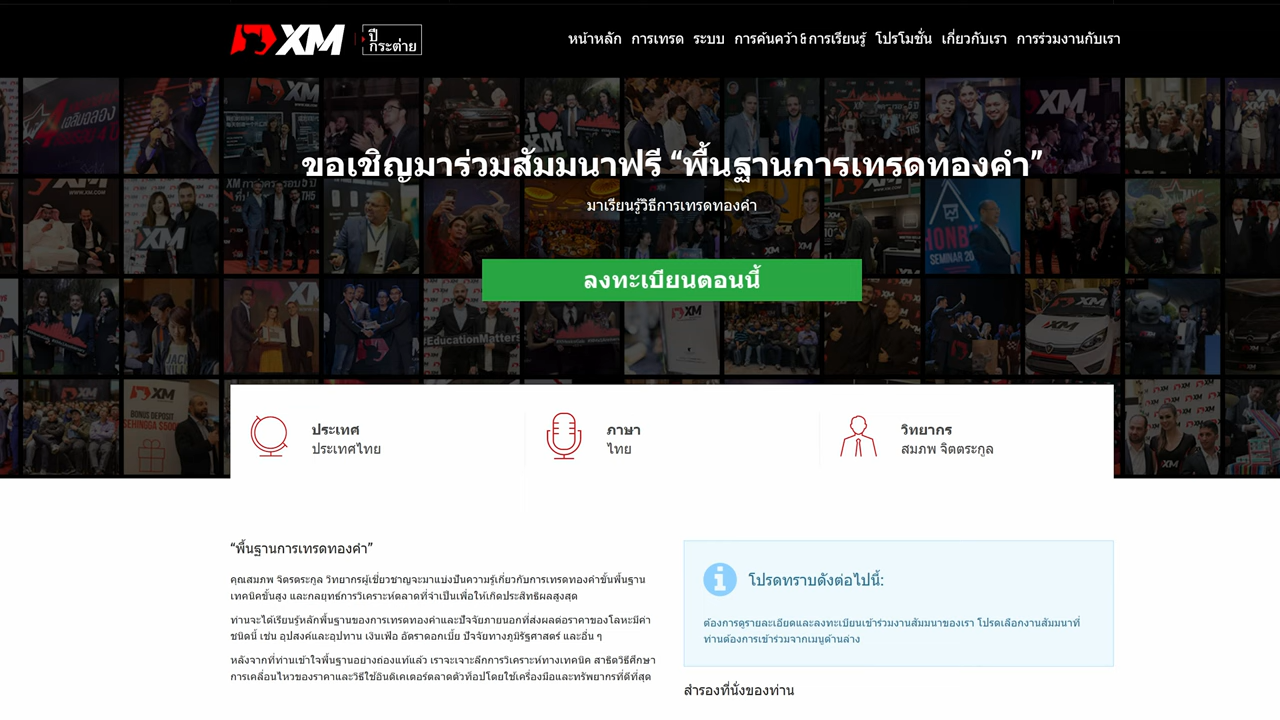 XM
ปี
กระต่าย
หน้าหลัก การเทรด ระบบ การค้นคว้า & การเรียนรู้ โปรโมชั่น เกี่ยวกับเรา การร่วมงานกับเรา
ขอเชิญมาร่วมสัมมนาฟรี “พื้นฐานการเทรดทองคำ”
มาเรียนรู้วิธีการเทรดทองคำ
ลงทะเบียนตอนนี้
#EducationMatters
ประเทศ
ประเทศไทย
ภาษา
ไทย
วิทยากร
สมภพ จิตตระกูล
“พื้นฐานการเทรดทองคำ”
คุณสมภพ จิตรตระกูล วิทยากรผู้เชี่ยวชาญจะมาแบ่งปันความรู้เกี่ยวกับการเทรดทองคำขั้นพื้นฐาน
เทคนิคขั้นสูง และกลยุทธ์การวิเคราะห์ตลาดที่จำเป็นเพื่อให้เกิดประสิทธิผลสูงสุด
ท่านจะได้เรียนรู้หลักพื้นฐานของการเทรดทองคำและปัจจัยภายนอกที่ส่งผลต่อราคาของโลหะมีค่า
ชนิดนี้ เช่น อุปสงค์และอุปทาน เงินเฟ้อ อัตราดอกเบี้ย ปัจจัยทางภูมิรัฐศาสตร์ และอื่น ๆ
หลังจากที่ท่านเข้าใจพื้นฐานอย่างถ่องแท้แล้ว เราจะเจาะลึกการวิเคราะห์ทางเทคนิค สาธิตวิธีศึกษา
การเคลื่อนไหวของราคาและวิธีใช้อินดิเคเตอร์ตลาดตัวท็อปโดยใช้เครื่องมือและทรัพยากรที่ดีที่สุด
โปรดทราบดังต่อไปนี้:
ต้องการดูรายละเอียดและลงทะเบียนเข้าร่วมงานสัมมนาของเรา โปรดเลือกงานสัมมนาที่
ท่านต้องการเข้าร่วมจากเมนูด้านล่าง
สำรองที่นั่งของท่าน